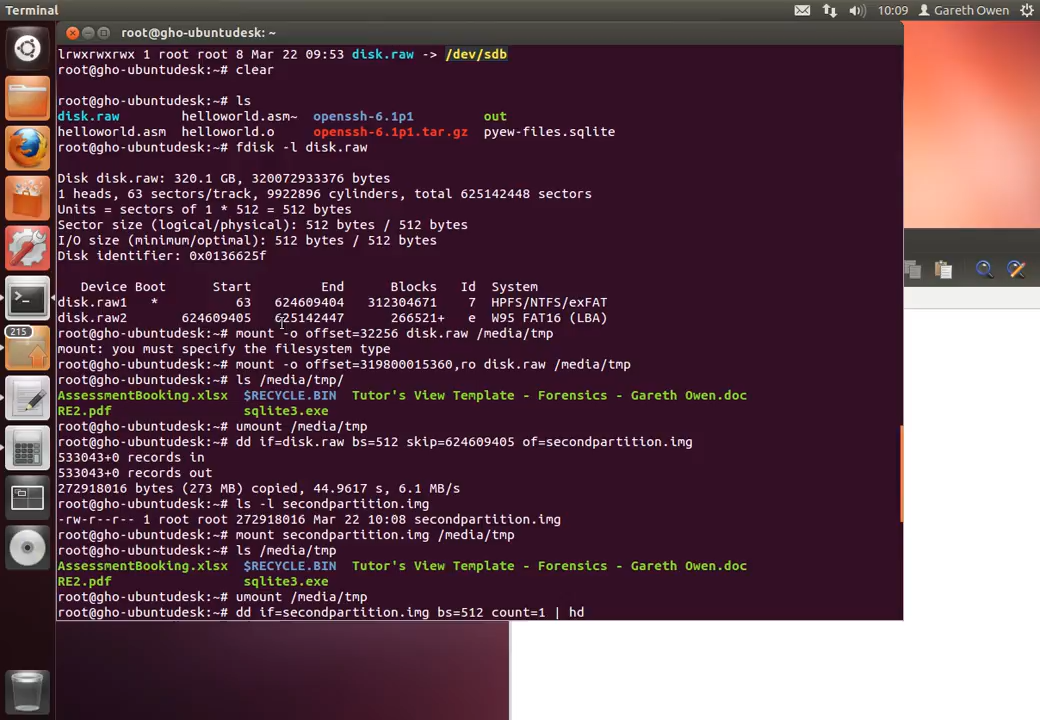 Terminal
10:09
Gareth Owen
root@gho-ubuntudesk: ~
lrwxrwxrwx 1 root root 8 Mar 22 09:53 disk.raw -> /dev/sdb
root@gho-ubuntudesk:~# clear
root@gho-ubuntudesk:~# ls
disk.raw helloworld.asm~ openssh-6.1p1 out
helloworld.asm helloworld.o openssh-6.1p1.tar.gz pyew-files.sqlite
root@gho-ubuntudesk:~# fdisk -l disk.raw
Disk disk.raw: 320.1 GB, 320072933376 bytes
1 heads, 63 sectors/track, 9922896 cylinders, total 625142448 sectors
Units = sectors of 1 * 512 = 512 bytes
Sector size (logical/physical): 512 bytes / 512 bytes
I/O size (minimum/optimal): 512 bytes / 512 bytes
Disk identifier: 0x0136625f
Device Boot Start End Blocks Id System
disk.raw1 * 63 624609404 312304671 7 HPFS/NTFS/exFAT
disk.raw2 624609405 625142447 266521+ e W95 FAT16 (LBA)
root@gho-ubuntudesk:~# mount -o offset=32256 disk.raw /media/tmp
mount: you must specify the filesystem type
root@gho-ubuntudesk:~# mount -o offset=319800015360,ro disk.raw /media/tmp
root@gho-ubuntudesk:~# ls /media/tmp/
AssessmentBooking.xlsx $RECYCLE.BIN Tutor's View Template - Forensics - Gareth Owen.doc
RE2.pdf sqlite3.exe
root@gho-ubuntudesk:~# umount /media/tmp
root@gho-ubuntudesk:~# dd if=disk.raw bs=512 skip=624609405 of=secondpartition.img
533043+0 records in
533043+0 records out
272918016 bytes (273 MB) copied, 44.9617 s, 6.1 MB/s
root@gho-ubuntudesk:~# ls -l secondpartition.img
-rw-r--r-- 1 root root 272918016 Mar 22 10:08 secondpartition.img
root@gho-ubuntudesk:~# mount secondpartition.img /media/tmp
root@gho-ubuntudesk:~# ls /media/tmp
AssessmentBooking.xlsx $RECYCLE.BIN Tutor's View Template - Forensics - Gareth Owen.doc
RE2.pdf sqlite3.exe
root@gho-ubuntudesk:~# umount /media/tmp
root@gho-ubuntudesk:~# dd if=secondpartition.img bs=512 count=1 | hd
215